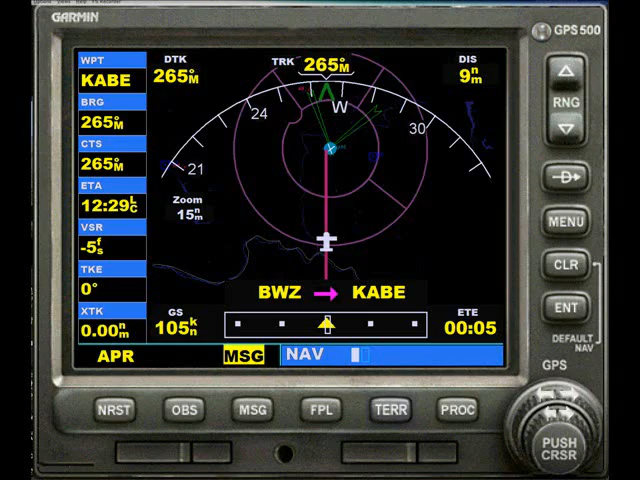 GARMIN
GPS 500
WPT
KABE
BRG
265°M
CTS
265°M
ETA
12:29LC
VSR
-5fs
TKE
0°
XTK
0.00nm
DTK
265°M
TRK
265°M
DIS
9nm
W
24
30
21
Zoom
15nm
BWZ → KABE
GS
105kn
ETE
00:05
APR
MSG
NAV
RNG
D
MENU
CLR
ENT
DEFAULT
NAV
GPS
PUSH
CRSR
NRST
OBS
MSG
FPL
TERR
PROC